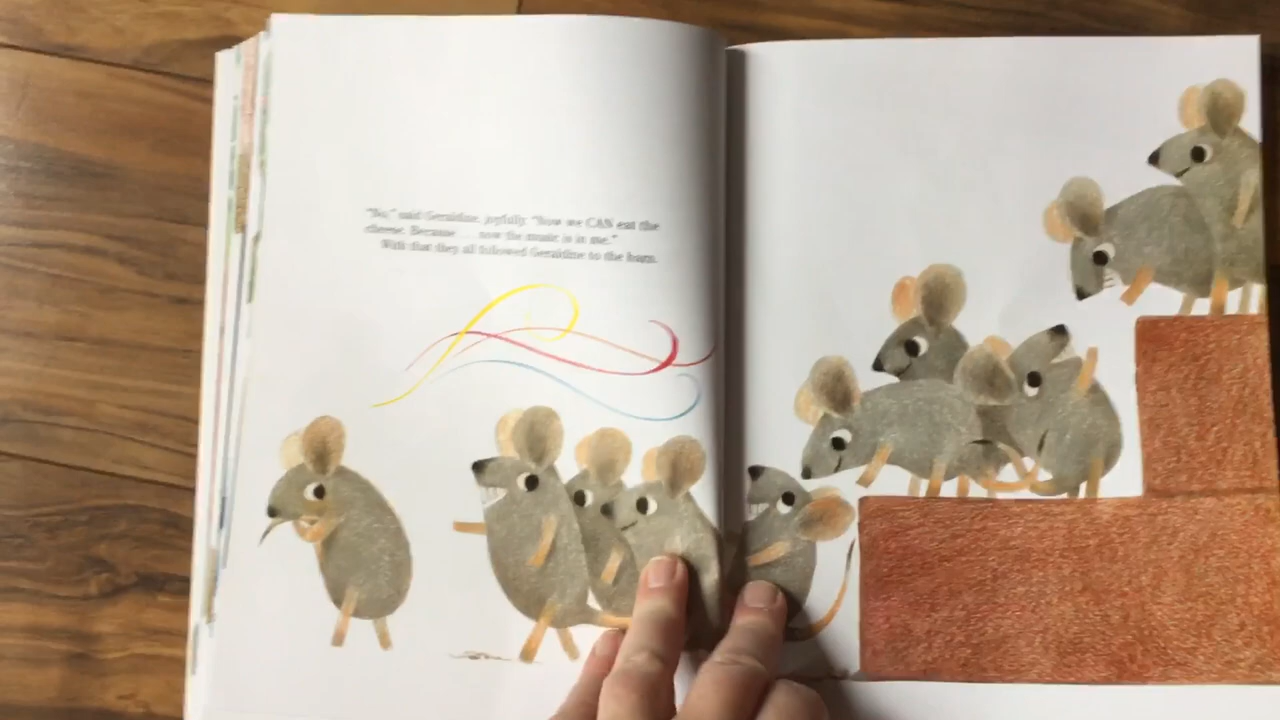 "No," said Geraldine, joyfully, "now we CAN eat the
cheese. Because . . . now the music is in me."
With that they all followed Geraldine to the barn.